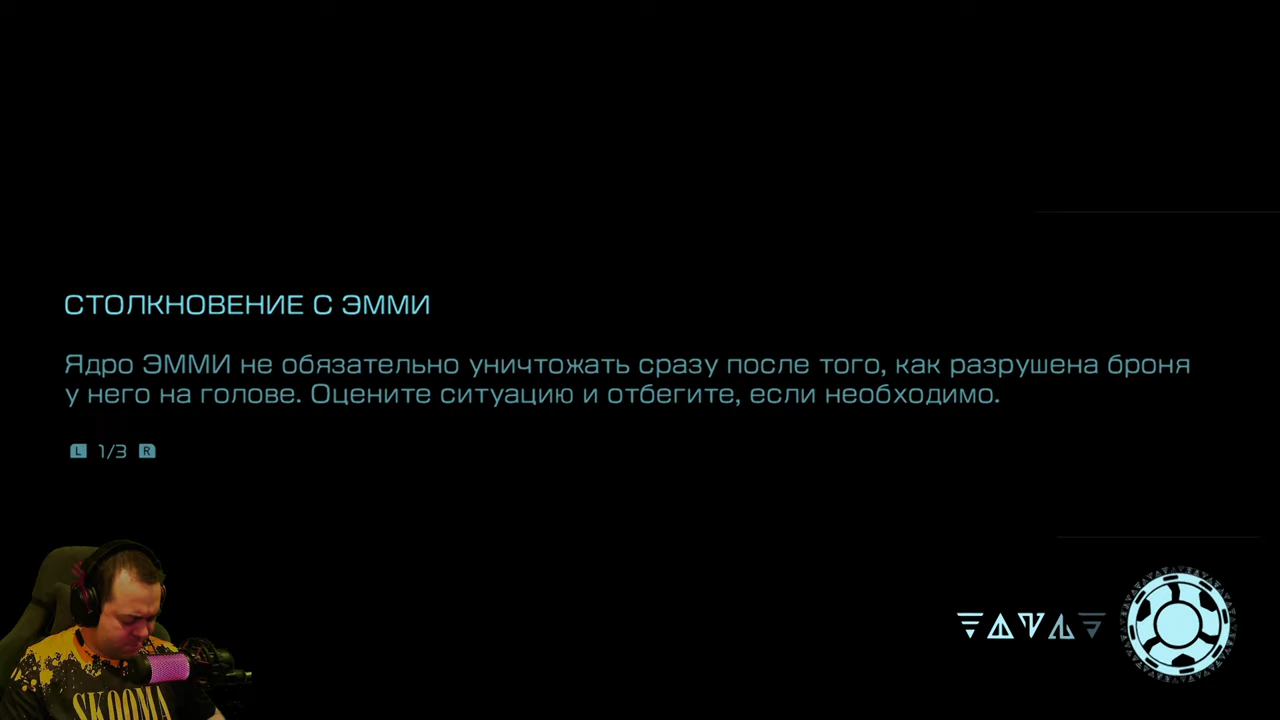 СТОЛКНОВЕНИЕ С ЭММИ
Ядро ЭММИ не обязательно уничтожать сразу после того, как разрушена броня
у него на голове. Оцените ситуацию и отбегите, если необходимо.
L 1/3 R
SKOOMA